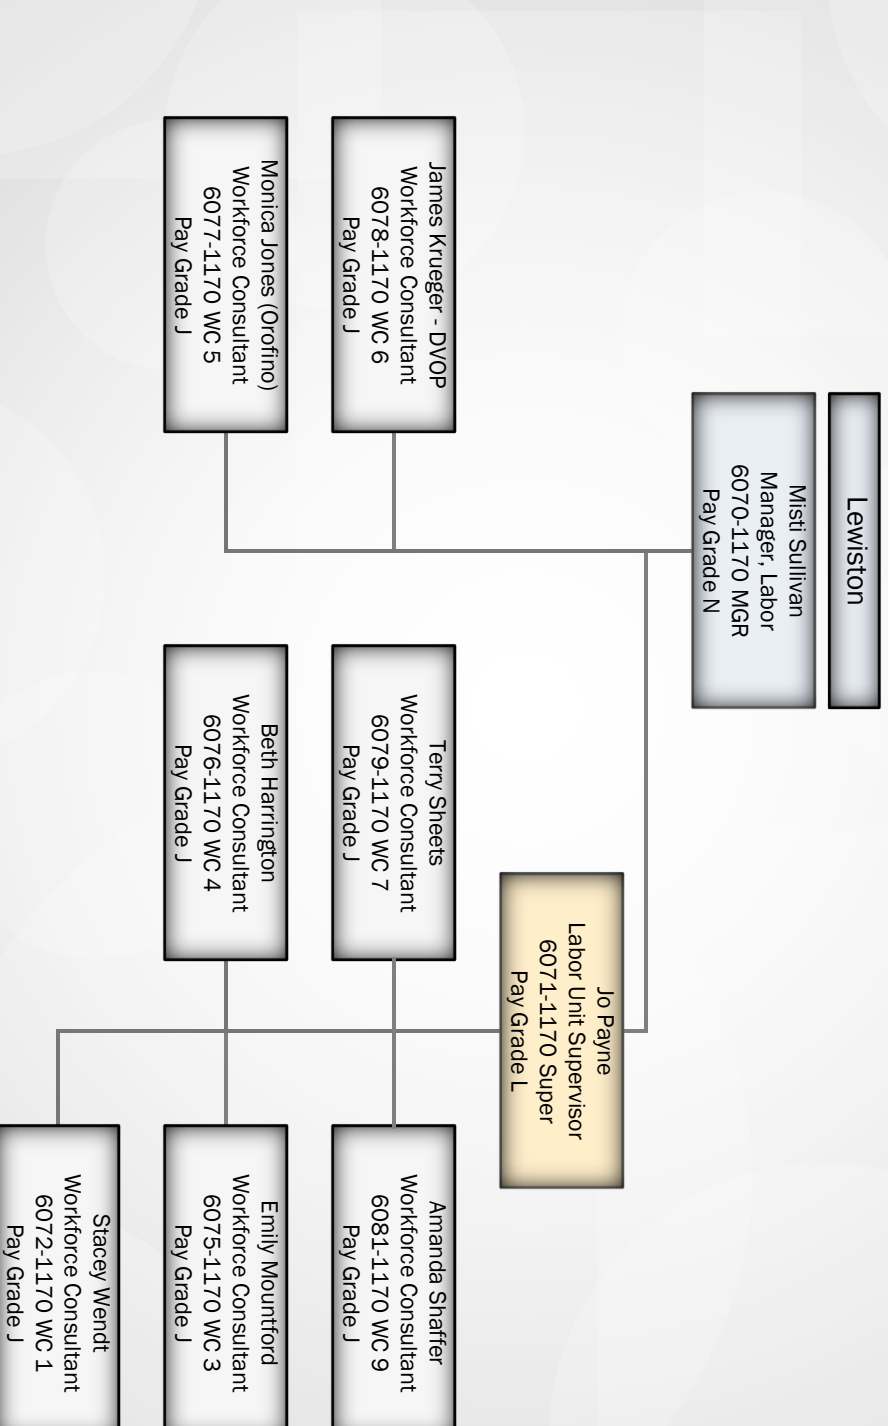 Lewiston
Misti Sullivan
Manager, Labor
6070-1170 MGR
Pay Grade N
Jo Payne
Labor Unit Supervisor
6071-1170 Super
Pay Grade L
James Krueger - DVOP
Workforce Consultant
6078-1170 WC 6
Pay Grade J
Terry Sheets
Workforce Consultant
6079-1170 WC 7
Pay Grade J
Amanda Shaffer
Workforce Consultant
6081-1170 WC 9
Pay Grade J
Monica Jones (Orofino)
Workforce Consultant
6077-1170 WC 5
Pay Grade J
Beth Harrington
Workforce Consultant
6076-1170 WC 4
Pay Grade J
Emily Mountford
Workforce Consultant
6075-1170 WC 3
Pay Grade J
Stacey Wendt
Workforce Consultant
6072-1170 WC 1
Pay Grade J